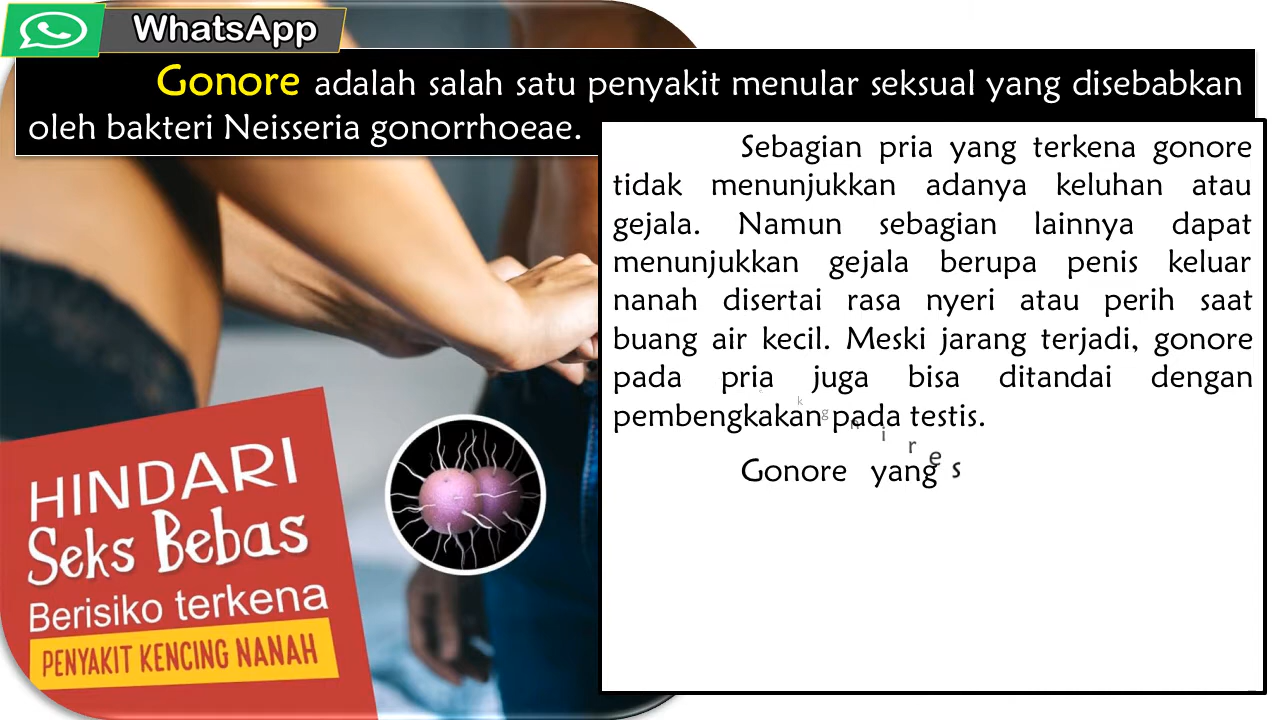 WhatsApp
Gonore adalah salah satu penyakit menular seksual yang disebabkan
oleh bakteri Neisseria gonorrhoeae.
Sebagian pria yang terkena gonore
tidak menunjukkan adanya keluhan atau
gejala. Namun sebagian lainnya dapat
menunjukkan gejala berupa penis keluar
nanah disertai rasa nyeri atau perih saat
buang air kecil. Meski jarang terjadi, gonore
pada pria juga bisa ditandai dengan
pembengkakan pada testis.
Gonore yang sering
HINDARI
Seks Bebas
Berisiko terkena
PENYAKIT KENCING NANAH